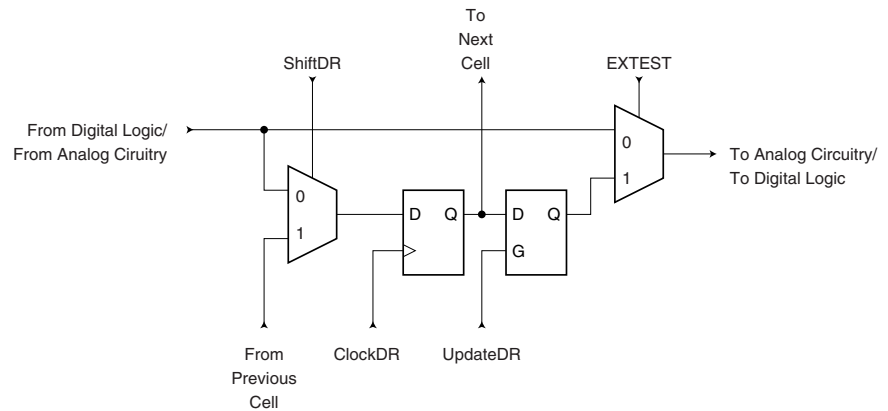 To
Next
Cell
ShiftDR
EXTEST
From Digital Logic/
From Analog Ciruitry
0
1
To Analog Circuitry/
To Digital Logic
0
1
D Q
D Q
G
From
Previous
Cell
ClockDR
UpdateDR